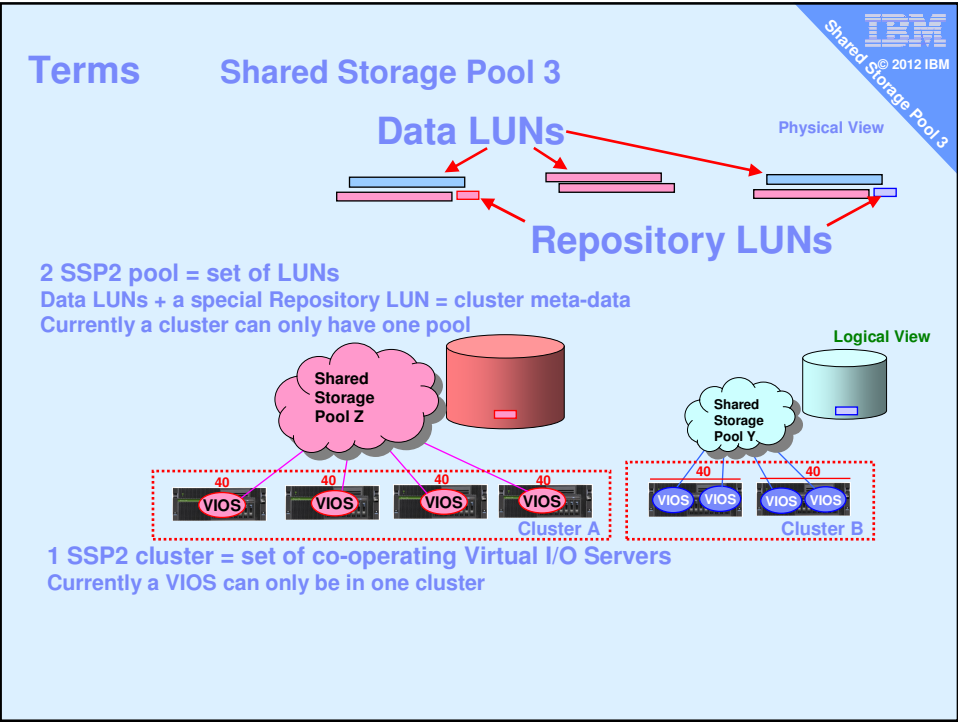 IBM
Shared Storage Pool 3
© 2012 IBM
Terms Shared Storage Pool 3
Data LUNs
Physical View
Repository LUNs
2 SSP2 pool = set of LUNs
Data LUNs + a special Repository LUN = cluster meta-data
Currently a cluster can only have one pool
Logical View
Shared
Storage
Pool Z
Shared
Storage
Pool Y
40 40 40 40
VIOS VIOS VIOS VIOS
Cluster A
40 40
VIOS VIOS VIOS VIOS
Cluster B
1 SSP2 cluster = set of co-operating Virtual I/O Servers
Currently a VIOS can only be in one cluster